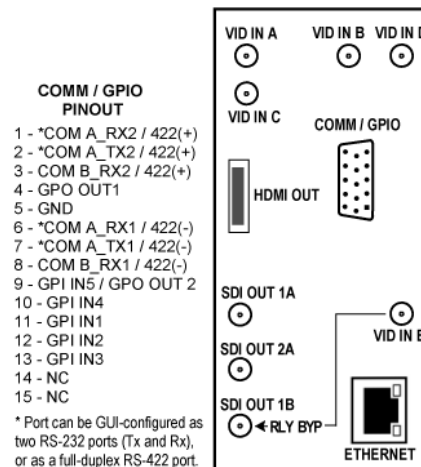 COMM / GPIO
PINOUT
1 - *COM A_RX2 / 422(+)
2 - *COM A_TX2 / 422(+)
3 - COM B_RX2 / 422(+)
4 - GPO OUT1
5 - GND
6 - *COM A_RX1 / 422(-)
7 - *COM A_TX1 / 422(-)
8 - COM B_RX1 / 422(-)
9 - GPI IN5 / GPO OUT 2
10 - GPI IN4
11 - GPI IN1
12 - GPI IN2
13 - GPI IN3
14 - NC
15 - NC
* Port can be GUI-configured as
two RS-232 ports (Tx and Rx),
or as a full-duplex RS-422 port.
VID IN A
VID IN B
VID IN D
VID IN C
COMM / GPIO
HDMI OUT
SDI OUT 1A
VID IN E
SDI OUT 2A
SDI OUT 1B
RLY BYP
ETHERNET